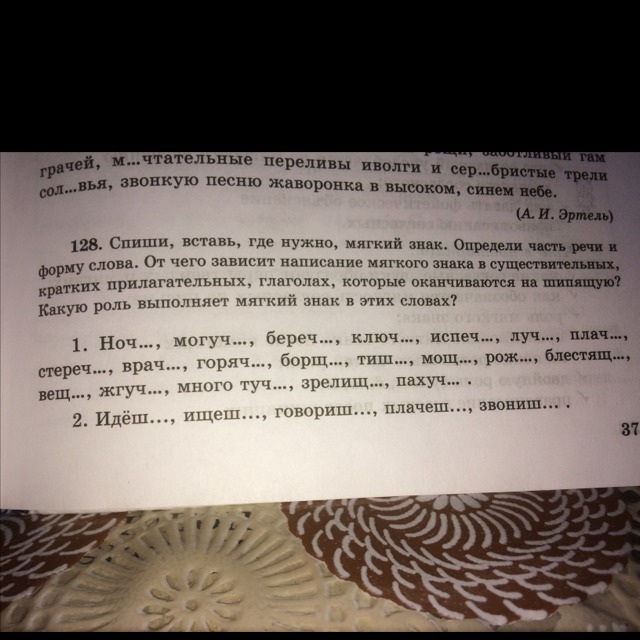 рощи, заботливый гам
грачей, м...чтательные переливы иволги и сер...бристые трели
сол...вья, звонкую песню жаворонка в высоком, синем небе.
(А. И. Эртель)
128. Спиши, вставь, где нужно, мягкий знак. Определи часть речи и
форму слова. От чего зависит написание мягкого знака в существительных,
кратких прилагательных, глаголах, которые оканчиваются на шипящую?
Какую роль выполняет мягкий знак в этих словах?
1. Ноч..., могуч..., береч..., ключ..., испеч..., луч..., плач...,
стереч..., врач..., горяч..., борщ..., тиш..., мощ..., рож..., блестящ...,
вещ..., жгуч..., много туч..., зрелищ..., пахуч... .
2. Идёш..., ищеш..., говориш..., плачеш..., звониш... .
37